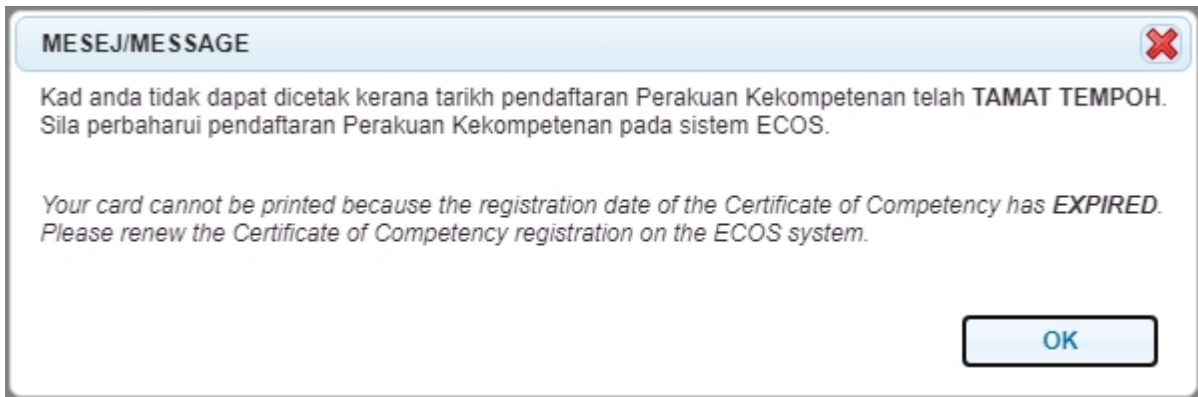 MESEJ/MESSAGE
Kad anda tidak dapat dicetak kerana tarikh pendaftaran Perakuan Kekompetenan telah TAMAT TEMPOH.
Sila perbaharui pendaftaran Perakuan Kekompetenan pada sistem ECOS.
Your card cannot be printed because the registration date of the Certificate of Competency has EXPIRED.
Please renew the Certificate of Competency registration on the ECOS system.
OK